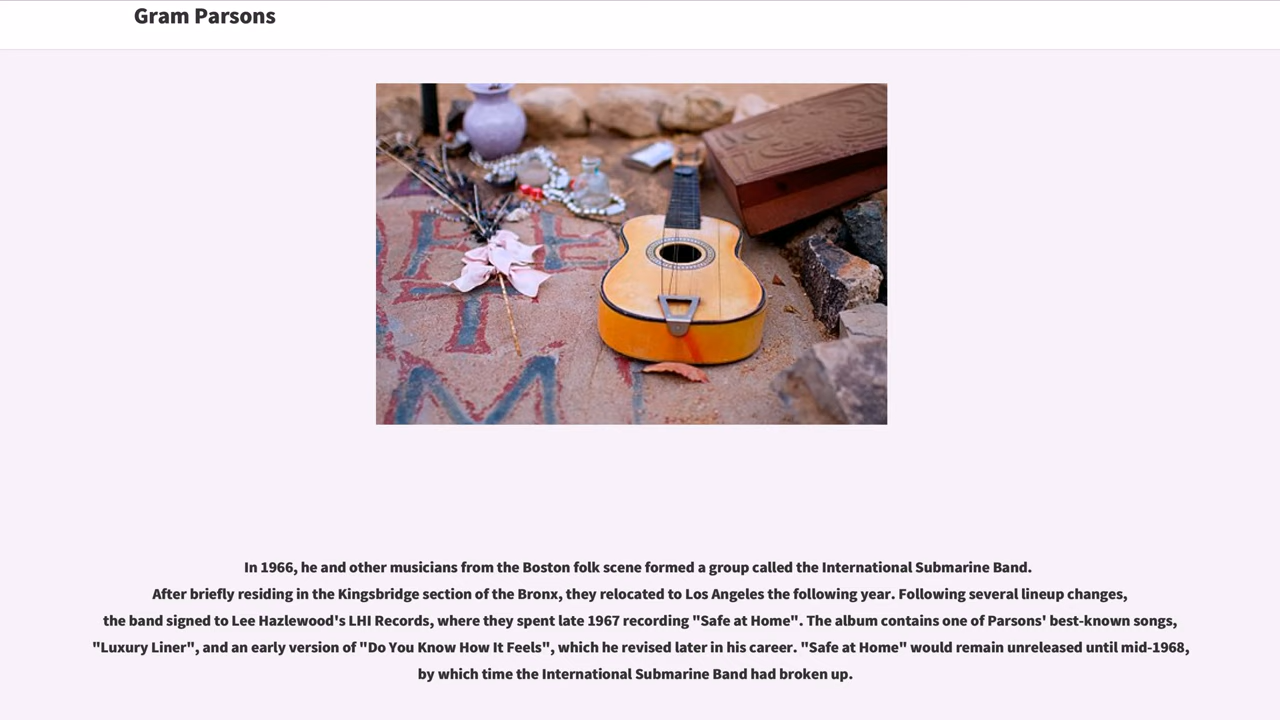 Gram Parsons
In 1966, he and other musicians from the Boston folk scene formed a group called the International Submarine Band.
After briefly residing in the Kingsbridge section of the Bronx, they relocated to Los Angeles the following year. Following several lineup changes,
the band signed to Lee Hazlewood's LHI Records, where they spent late 1967 recording "Safe at Home". The album contains one of Parsons' best-known songs,
"Luxury Liner", and an early version of "Do You Know How It Feels", which he revised later in his career. "Safe at Home" would remain unreleased until mid-1968,
by which time the International Submarine Band had broken up.